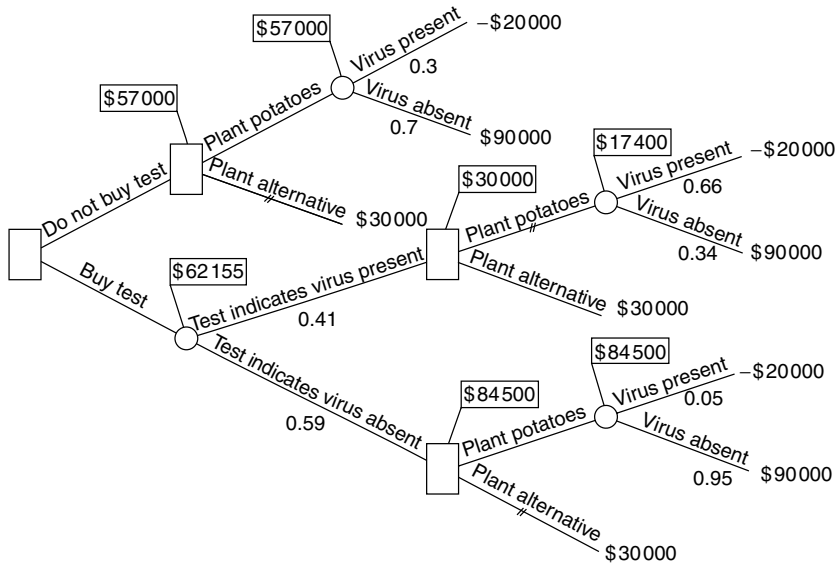 $57000
Virus present
−$20000
0.3
Virus absent
0.7
$90000
$57000
Plant potatoes
Plant alternative
$30000
Do not buy test
Buy test
$62155
Test indicates virus present
0.41
$30000
Plant potatoes
$17400
Virus present
−$20000
0.66
Virus absent
0.34
$90000
Plant alternative
$30000
Test indicates virus absent
0.59
$84500
Plant potatoes
$84500
Virus present
−$20000
0.05
Virus absent
0.95
$90000
Plant alternative
$30000